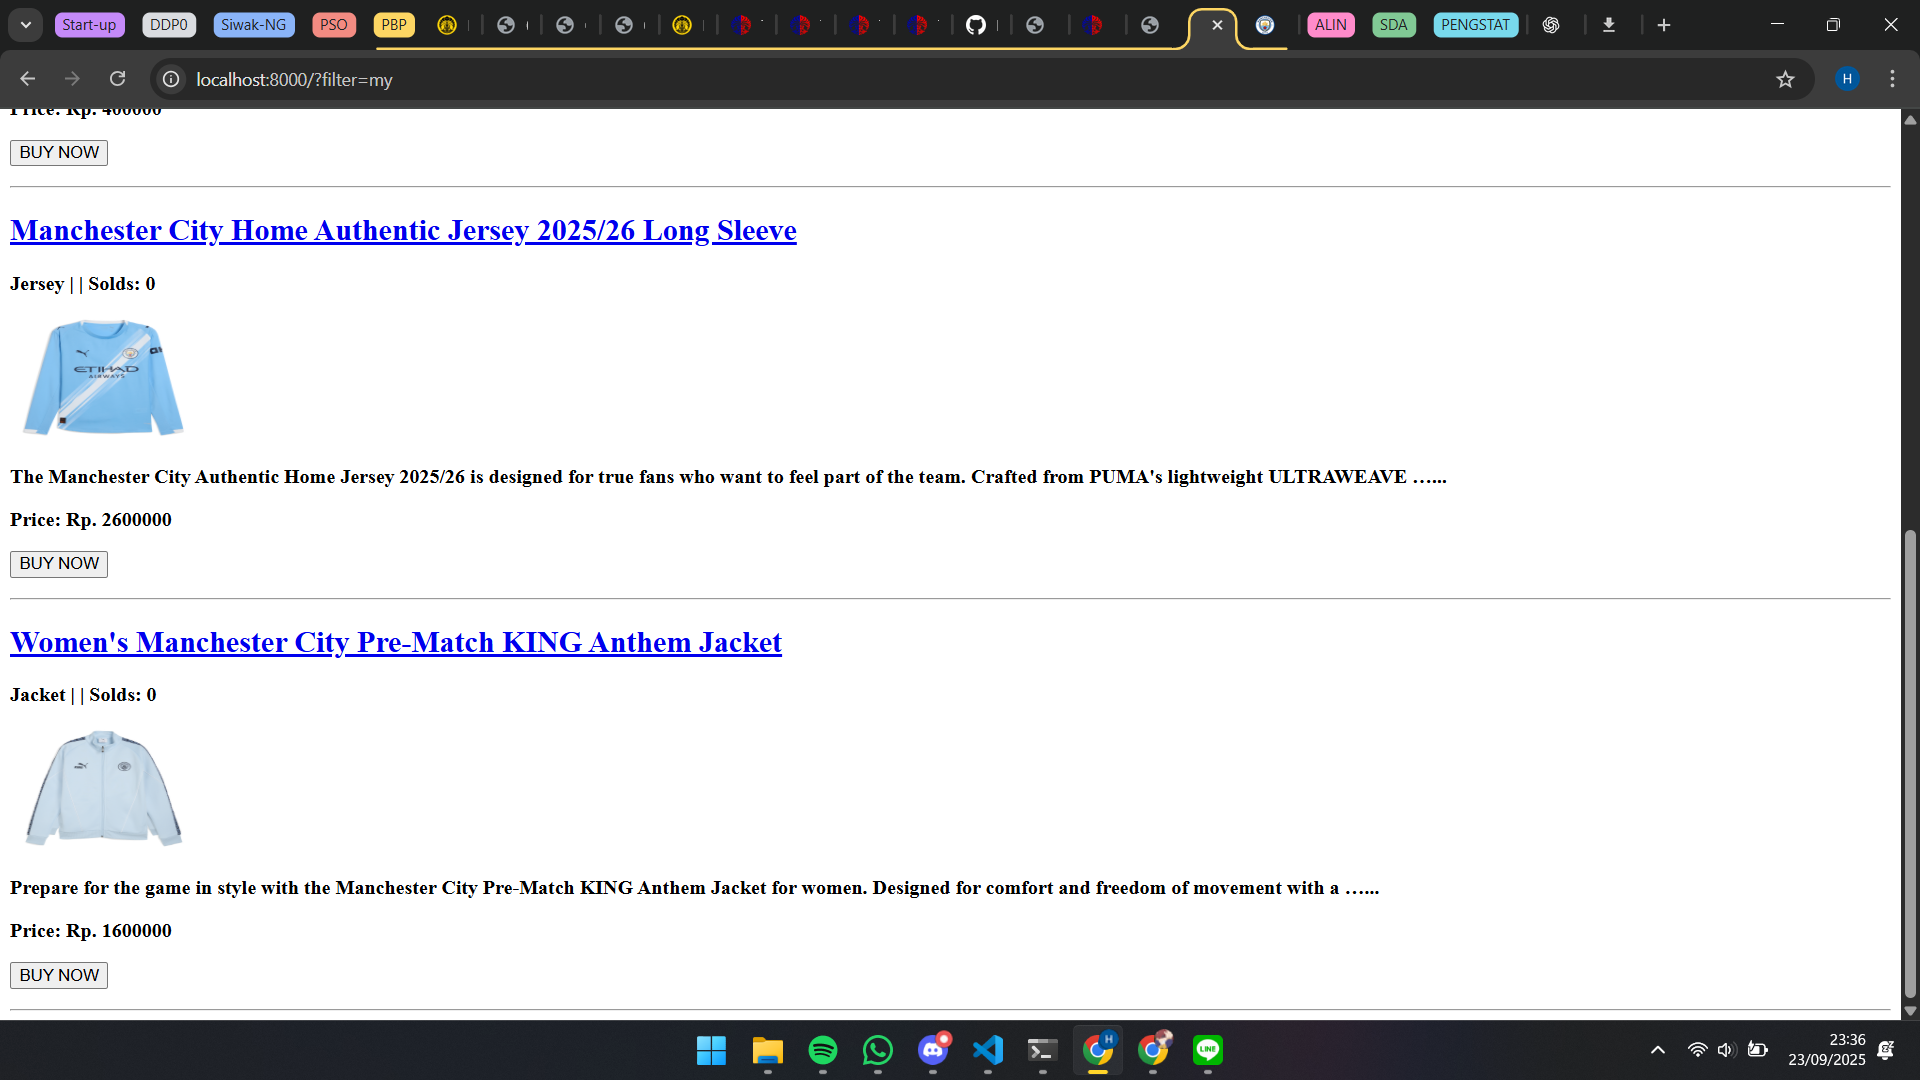 Start-up DDP0 Siwak-NG PSO PBP ALIN SDA PENGSTAT
localhost:8000/?filter=my H
Price: Rp. 400000
BUY NOW
Manchester City Home Authentic Jersey 2025/26 Long Sleeve
Jersey | | Solds: 0
ETIHAD
AIRWAYS
The Manchester City Authentic Home Jersey 2025/26 is designed for true fans who want to feel part of the team. Crafted from PUMA's lightweight ULTRAWEAVE …...
Price: Rp. 2600000
BUY NOW
Women's Manchester City Pre-Match KING Anthem Jacket
Jacket | | Solds: 0
Prepare for the game in style with the Manchester City Pre-Match KING Anthem Jacket for women. Designed for comfort and freedom of movement with a …...
Price: Rp. 1600000
BUY NOW
H
LINE
23:36
23/09/2025